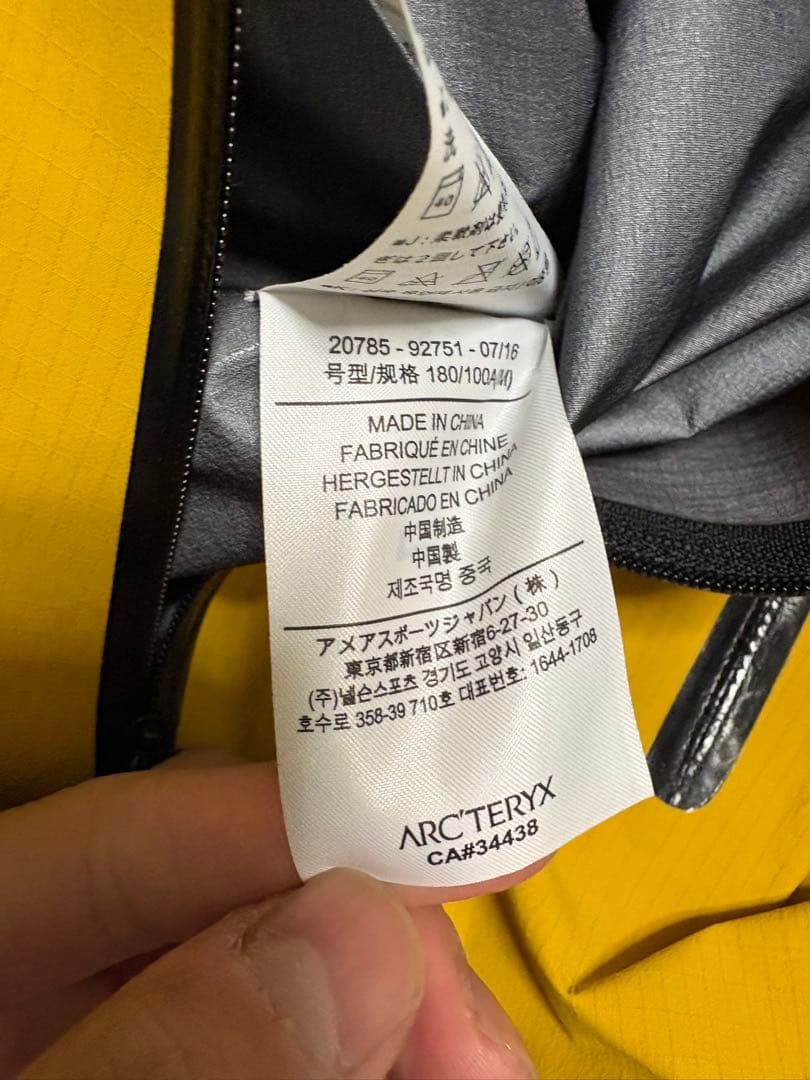 40
20785 - 92751 - 07/16
号型/规格 180/100A(M)
MADE IN CHINA
FABRIQUÉ EN CHINE
HERGESTELLT IN CHINA
FABRICADO EN CHINA
中国制造
中国製
제조국명 중국
アメアスポーツジャパン ( 株 )
東京都新宿区新宿6-27-30
(주)넬슨스포츠 경기도 고양시 일산동구
호수로 358-39 710호 대표번호: 1644-1708
ARC'TERYX
CA#34438